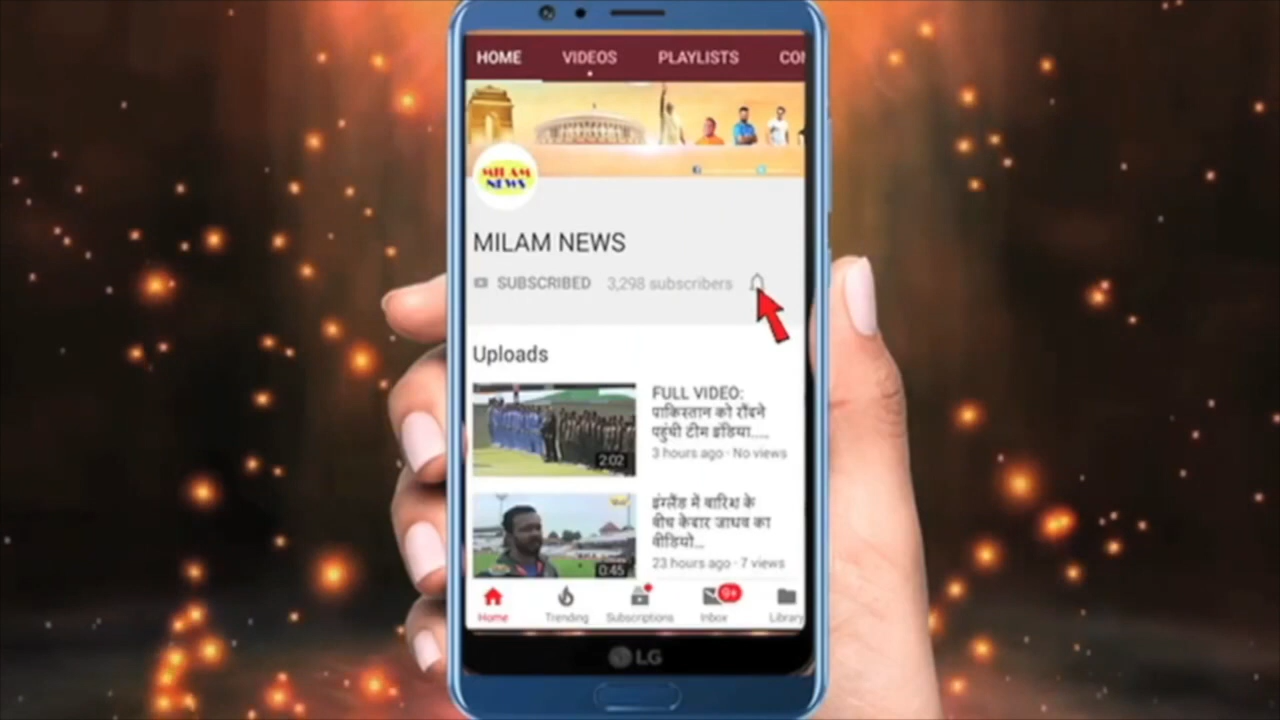 HOME VIDEOS PLAYLISTS CON
MILAM
NEWS
MILAM NEWS
SUBSCRIBED 3,298 subscribers
Uploads
FULL VIDEO:
पाकिस्तान को रौंदने
पहुंची टीम इंडिया.....
3 hours ago · No views
2:02
इंग्लैंड में बारिश के
बीच केदार जाधव का
वीडियो...
23 hours ago · 7 views
0:45
9+
Home Trending Subscriptions Inbox Library
LG